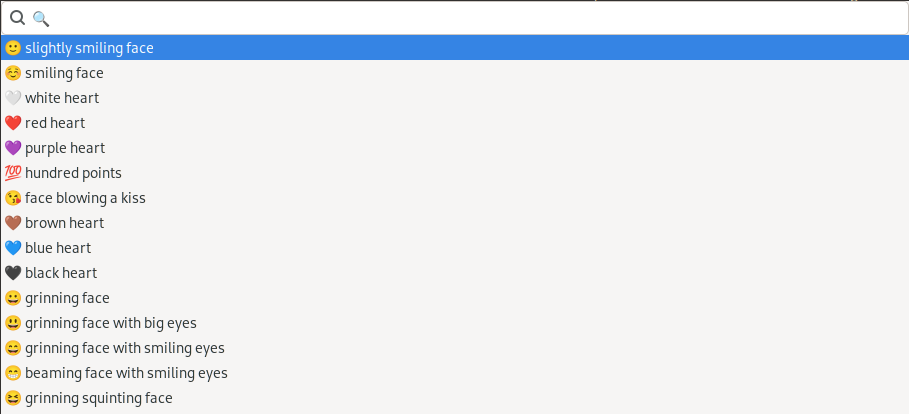 🔍
🙂 slightly smiling face
☺️ smiling face
🤍 white heart
❤️ red heart
💜 purple heart
💯 hundred points
😘 face blowing a kiss
🤎 brown heart
💙 blue heart
🖤 black heart
😀 grinning face
😃 grinning face with big eyes
😄 grinning face with smiling eyes
😁 beaming face with smiling eyes
😆 grinning squinting face